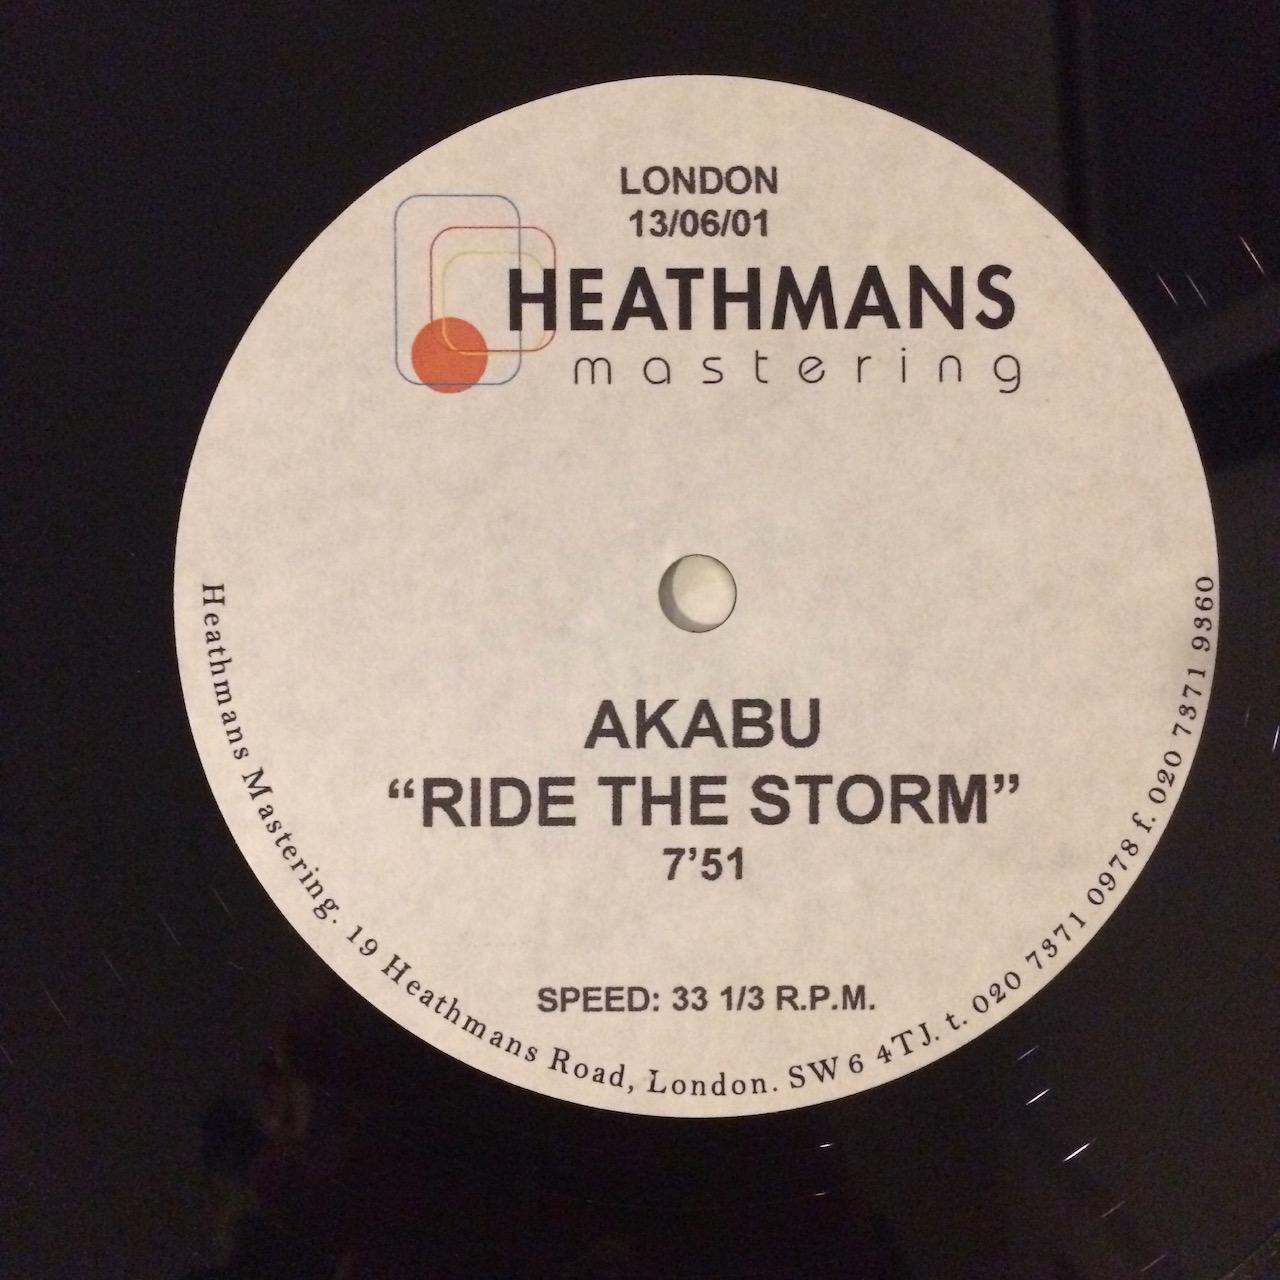 LONDON
13/06/01
HEATHMANS
mastering
AKABU
“RIDE THE STORM”
7’51
SPEED: 33 1/3 R.P.M.
Heathmans Mastering. 19 Heathmans Road, London. SW6 4TJ. t. 020 7371 0978 f. 020 7371 9360